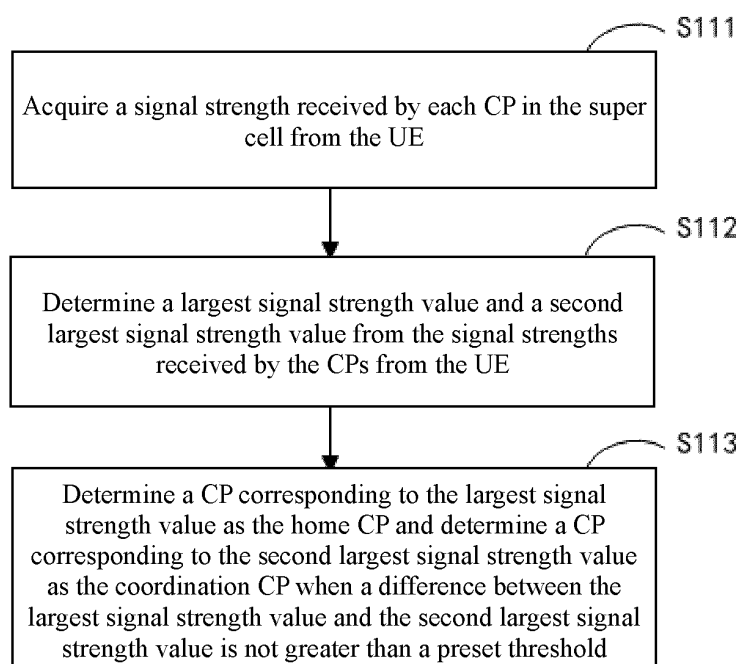 S111
Acquire a signal strength received by each CP in the super
cell from the UE
S112
Determine a largest signal strength value and a second
largest signal strength value from the signal strengths
received by the CPs from the UE
S113
Determine a CP corresponding to the largest signal
strength value as the home CP and determine a CP
corresponding to the second largest signal strength value
as the coordination CP when a difference between the
largest signal strength value and the second largest signal
strength value is not greater than a preset threshold